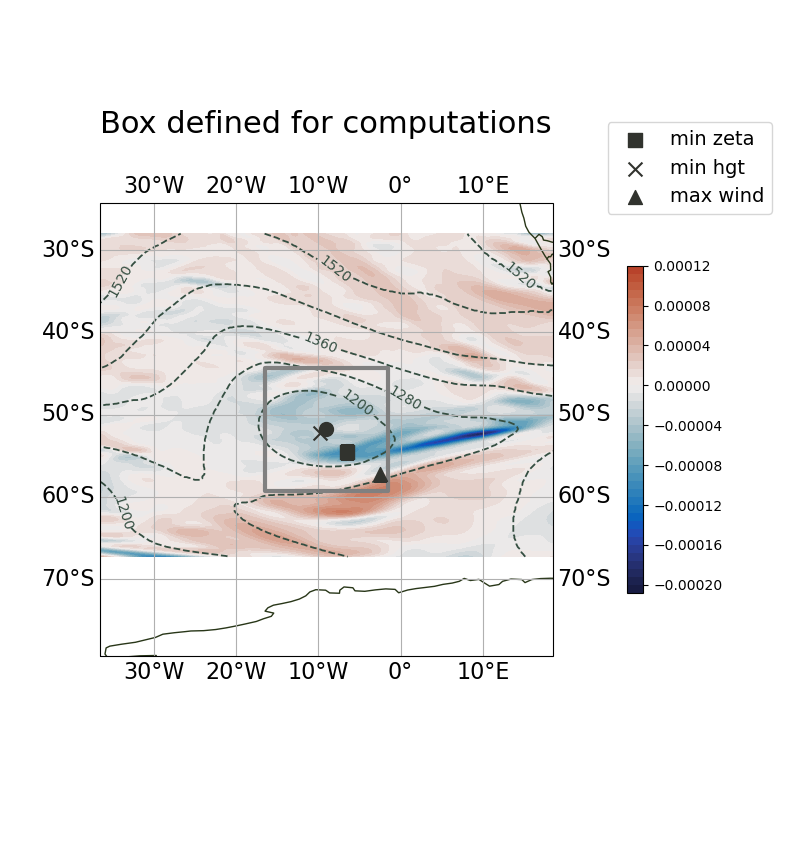 Box defined for computations
min zeta
min hgt
max wind
30°W 20°W 10°W 0° 10°E
30°S 30°S
40°S 40°S
50°S 50°S
60°S 60°S
70°S 70°S
1520
1520
1520
1360
1280
1200
1200
30°W 20°W 10°W 0° 10°E
0.00012
0.00008
0.00004
0.00000
−0.00004
−0.00008
−0.00012
−0.00016
−0.00020